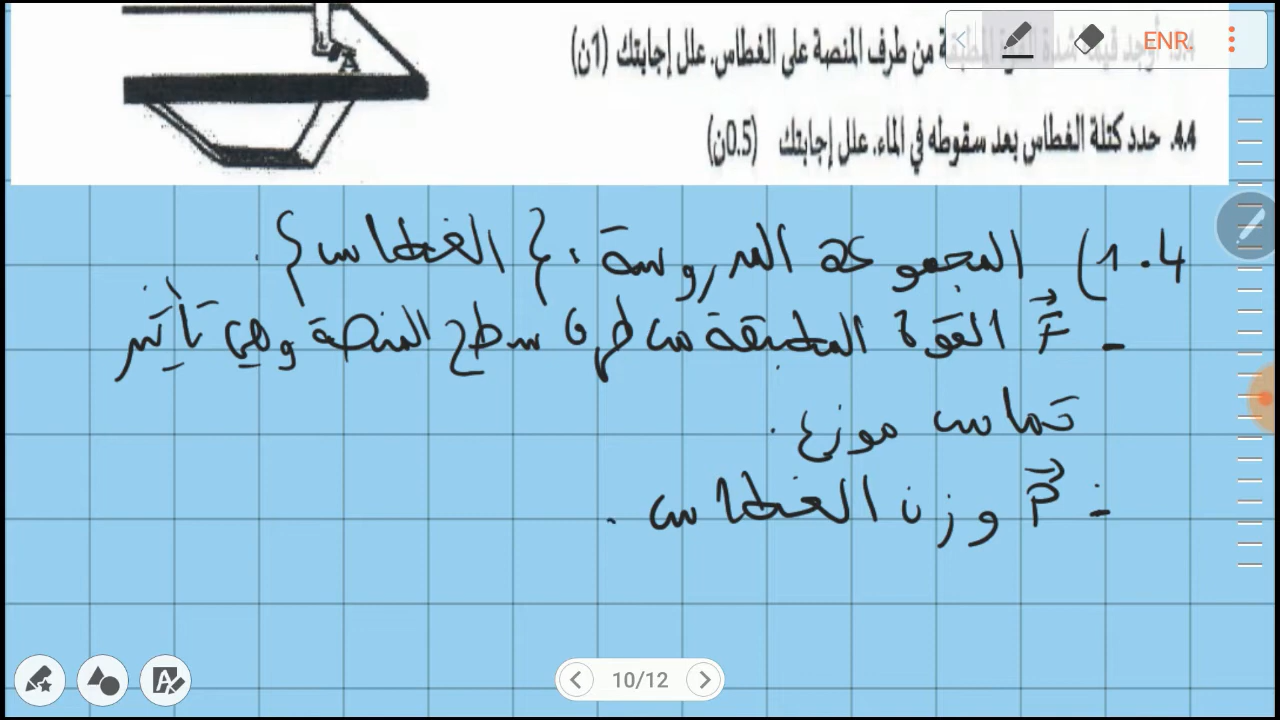 ENR.
3.4. أوجد قيمة شدة القوة المطبقة من طرف المنصة على الغطاس. علل إجابتك (1ن)
A
4.4. حدد كتلة الغطاس بعد سقوطه في الماء. علل إجابتك (0.5ن)
1.4) المجموعة المدروسة : {الغطاس}.
- F القوة المطبقة من طرف سطح المنصة وهي تأثير
تماس موزع.
- P وزن الغطاس.
10/12